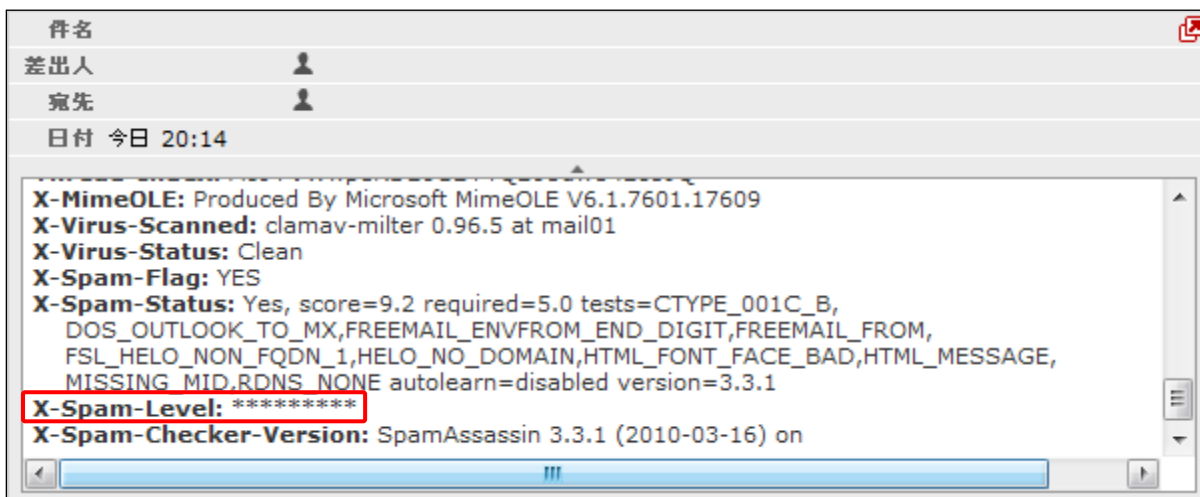 件名
差出人
宛先
日付 今日 20:14
X-MimeOLE: Produced By Microsoft MimeOLE V6.1.7601.17609
X-Virus-Scanned: clamav-milter 0.96.5 at mail01
X-Virus-Status: Clean
X-Spam-Flag: YES
X-Spam-Status: Yes, score=9.2 required=5.0 tests=CTYPE_001C_B,
DOS_OUTLOOK_TO_MX,FREEMAIL_ENVFROM_END_DIGIT,FREEMAIL_FROM,
FSL_HELO_NON_FQDN_1,HELO_NO_DOMAIN,HTML_FONT_FACE_BAD,HTML_MESSAGE,
MISSING_MID,RDNS_NONE autolearn=disabled version=3.3.1
X-Spam-Level: *********
X-Spam-Checker-Version: SpamAssassin 3.3.1 (2010-03-16) on